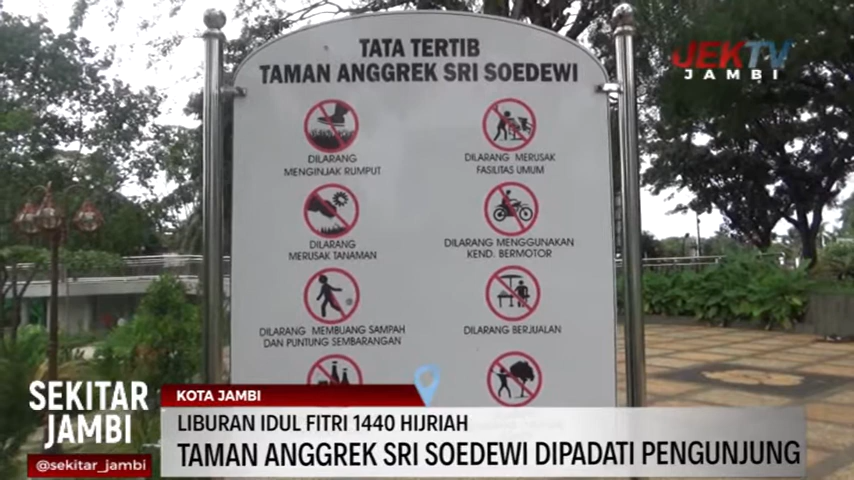 TATA TERTIB
TAMAN ANGGREK SRI SOEDEWI
JEKTV
JAMBI
DILARANG
MENGINJAK RUMPUT
DILARANG MERUSAK
FASILITAS UMUM
DILARANG
MERUSAK TANAMAN
DILARANG MENGGUNAKAN
KEND. BERMOTOR
DILARANG MEMBUANG SAMPAH
DAN PUNTUNG SEMBARANGAN
DILARANG BERJUALAN
SEKITAR
JAMBI
@sekitar_jambi
KOTA JAMBI
LIBURAN IDUL FITRI 1440 HIJRIAH
TAMAN ANGGREK SRI SOEDEWI DIPADATI PENGUNJUNG